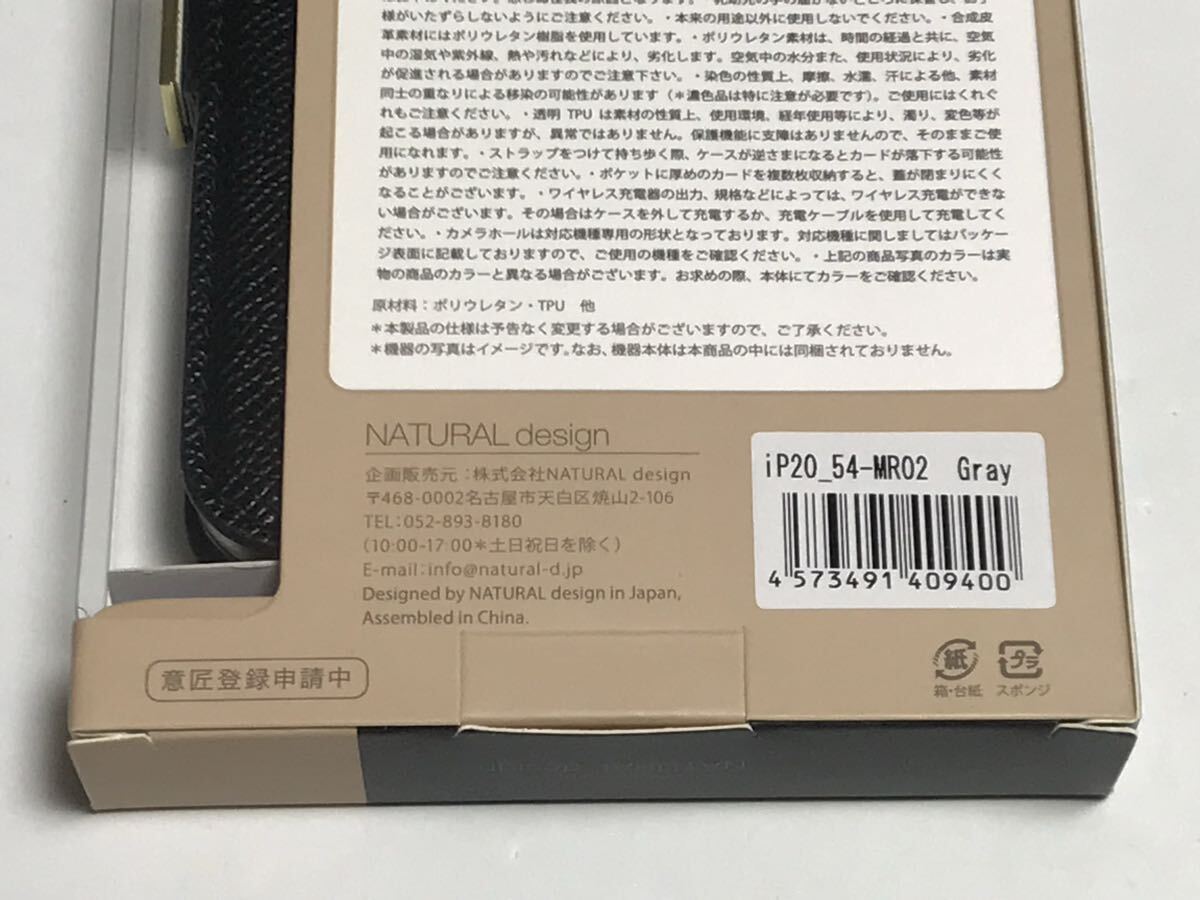 様がいたずらしないようにご注意ください。・本来の用途以外に使用しないでください。・合成皮
革素材にはポリウレタン樹脂を使用しています。・ポリウレタン素材は、時間の経過と共に、空気
中の湿気や紫外線、熱や汚れなどにより、劣化します。空気中の水分また、使用状況により、劣化
が促進される場合がありますのでご注意下さい。・染色の性質上、摩擦、水濡、汗による他、素材
同士の重なりによる移染の可能性があります(＊濃色品は特に注意が必要です)。ご使用にはくれぐ
れもご注意ください。・透明 TPU は素材の性質上、使用環境、経年使用等により、濁り、変色等が
起こる場合がありますが、異常ではありません。保護機能に支障はありませんので、そのままご使
用になれます。・ストラップをつけて持ち歩く際、ケースが逆さまになるとカードが落下する可能性
がありますのでご注意ください。・ポケットに厚めのカードを複数枚収納すると、蓋が閉まりにくく
なることがございます。・ワイヤレス充電器の出力、規格などによっては、ワイヤレス充電ができな
い場合がございます。その場合はケースを外して充電するか、充電ケーブルを使用して充電してく
ださい。・カメラホールは対応機種専用の形状となっております。対応機種に関しましてはパッケー
ジ表面に記載しておりますので、ご使用の機種をご確認ください。・上記の商品写真のカラーは実
物の商品のカラーと異なる場合がございます。お求めの際、本体にてカラーをご確認ください。
原材料：ポリウレタン・TPU 他
＊本製品の仕様は予告なく変更する場合がございますので、ご了承ください。
＊機器の写真はイメージです。なお、機器本体は本商品の中には同梱されておりません。
NATURAL design
企画販売元：株式会社NATURAL design
〒468-0002名古屋市天白区焼山2-106
TEL:052-893-8180
(10:00-17:00＊土日祝日を除く)
E-mail:info@natural-d.jp
Designed by NATURAL design in Japan,
Assembled in China.
意匠登録申請中
iP20_54-MR02 Gray
4 573491 409400
紙
箱・台紙
プラ
スポンジ